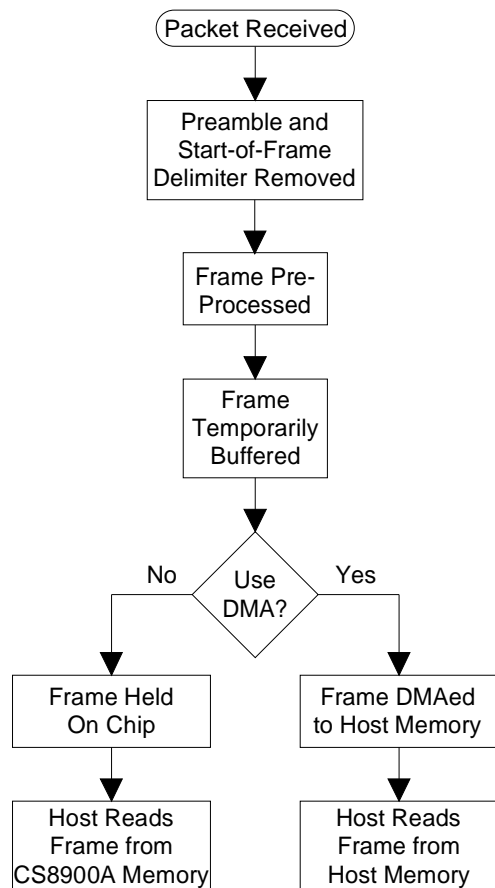 Packet Received
Preamble and
Start-of-Frame
Delimiter Removed
Frame Pre-
Processed
Frame
Temporarily
Buffered
Use
DMA?
No
Yes
Frame Held
On Chip
Frame DMAed
to Host Memory
Host Reads
Frame from
CS8900A Memory
Host Reads
Frame from
Host Memory